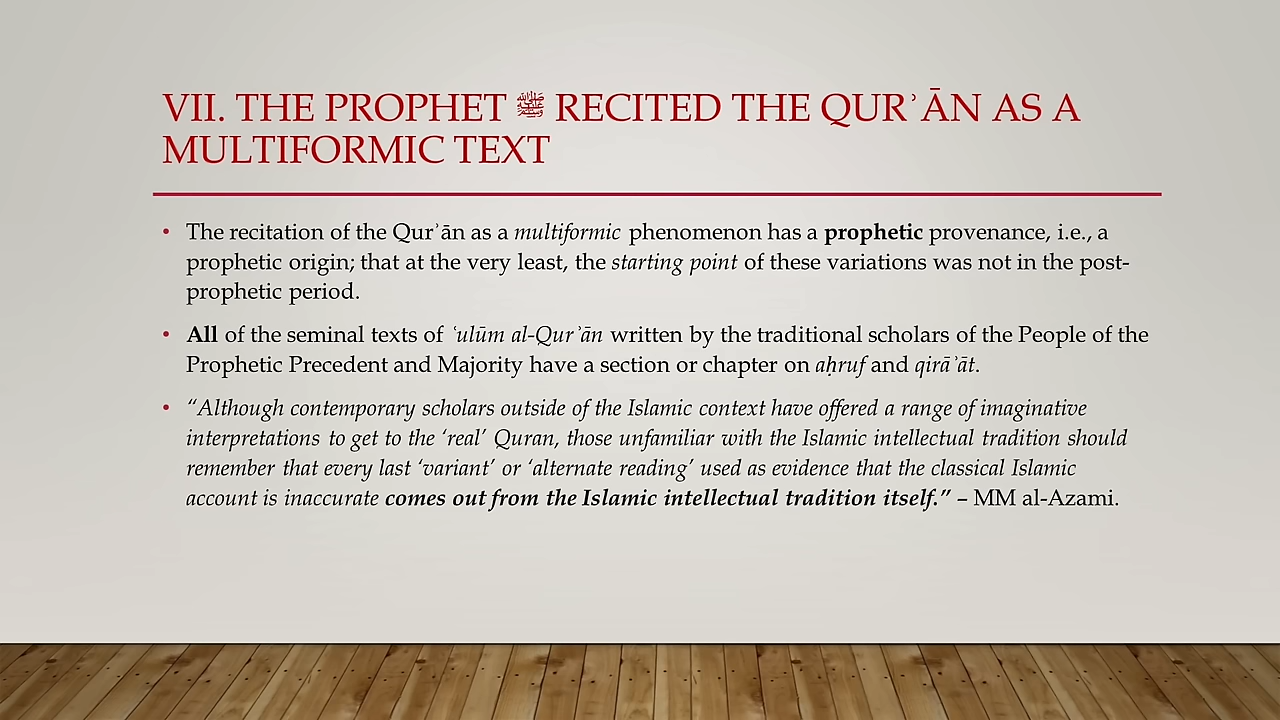 VII. THE PROPHET ﷺ RECITED THE QURʾĀN AS A
MULTIFORMIC TEXT
• The recitation of the Qurʾān as a multiformic phenomenon has a prophetic provenance, i.e., a
prophetic origin; that at the very least, the starting point of these variations was not in the post-
prophetic period.
• All of the seminal texts of ʿulūm al-Qurʾān written by the traditional scholars of the People of the
Prophetic Precedent and Majority have a section or chapter on aḥruf and qirāʾāt.
• “Although contemporary scholars outside of the Islamic context have offered a range of imaginative
interpretations to get to the ‘real’ Quran, those unfamiliar with the Islamic intellectual tradition should
remember that every last ‘variant’ or ‘alternate reading’ used as evidence that the classical Islamic
account is inaccurate comes out from the Islamic intellectual tradition itself.” – MM al-Azami.